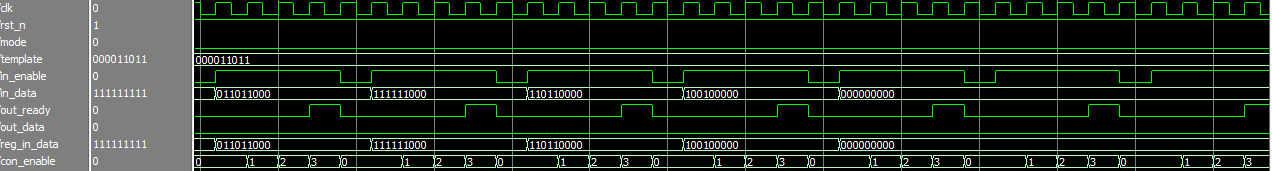 /clk 0
/rst_n 1
/mode 0
/template 000011011 000011011
/in_enable 0
/in_data 111111111 011011000 111111000 110110000 100100000 000000000
/out_ready 0
/out_data 0
/reg_in_data 111111111 011011000 111111000 110110000 100100000 000000000
/con_enable 0 0 1 2 3 0 1 2 3 0 1 2 3 0 1 2 3 0 1 2 3 0 1 2 3 0 1 2 3